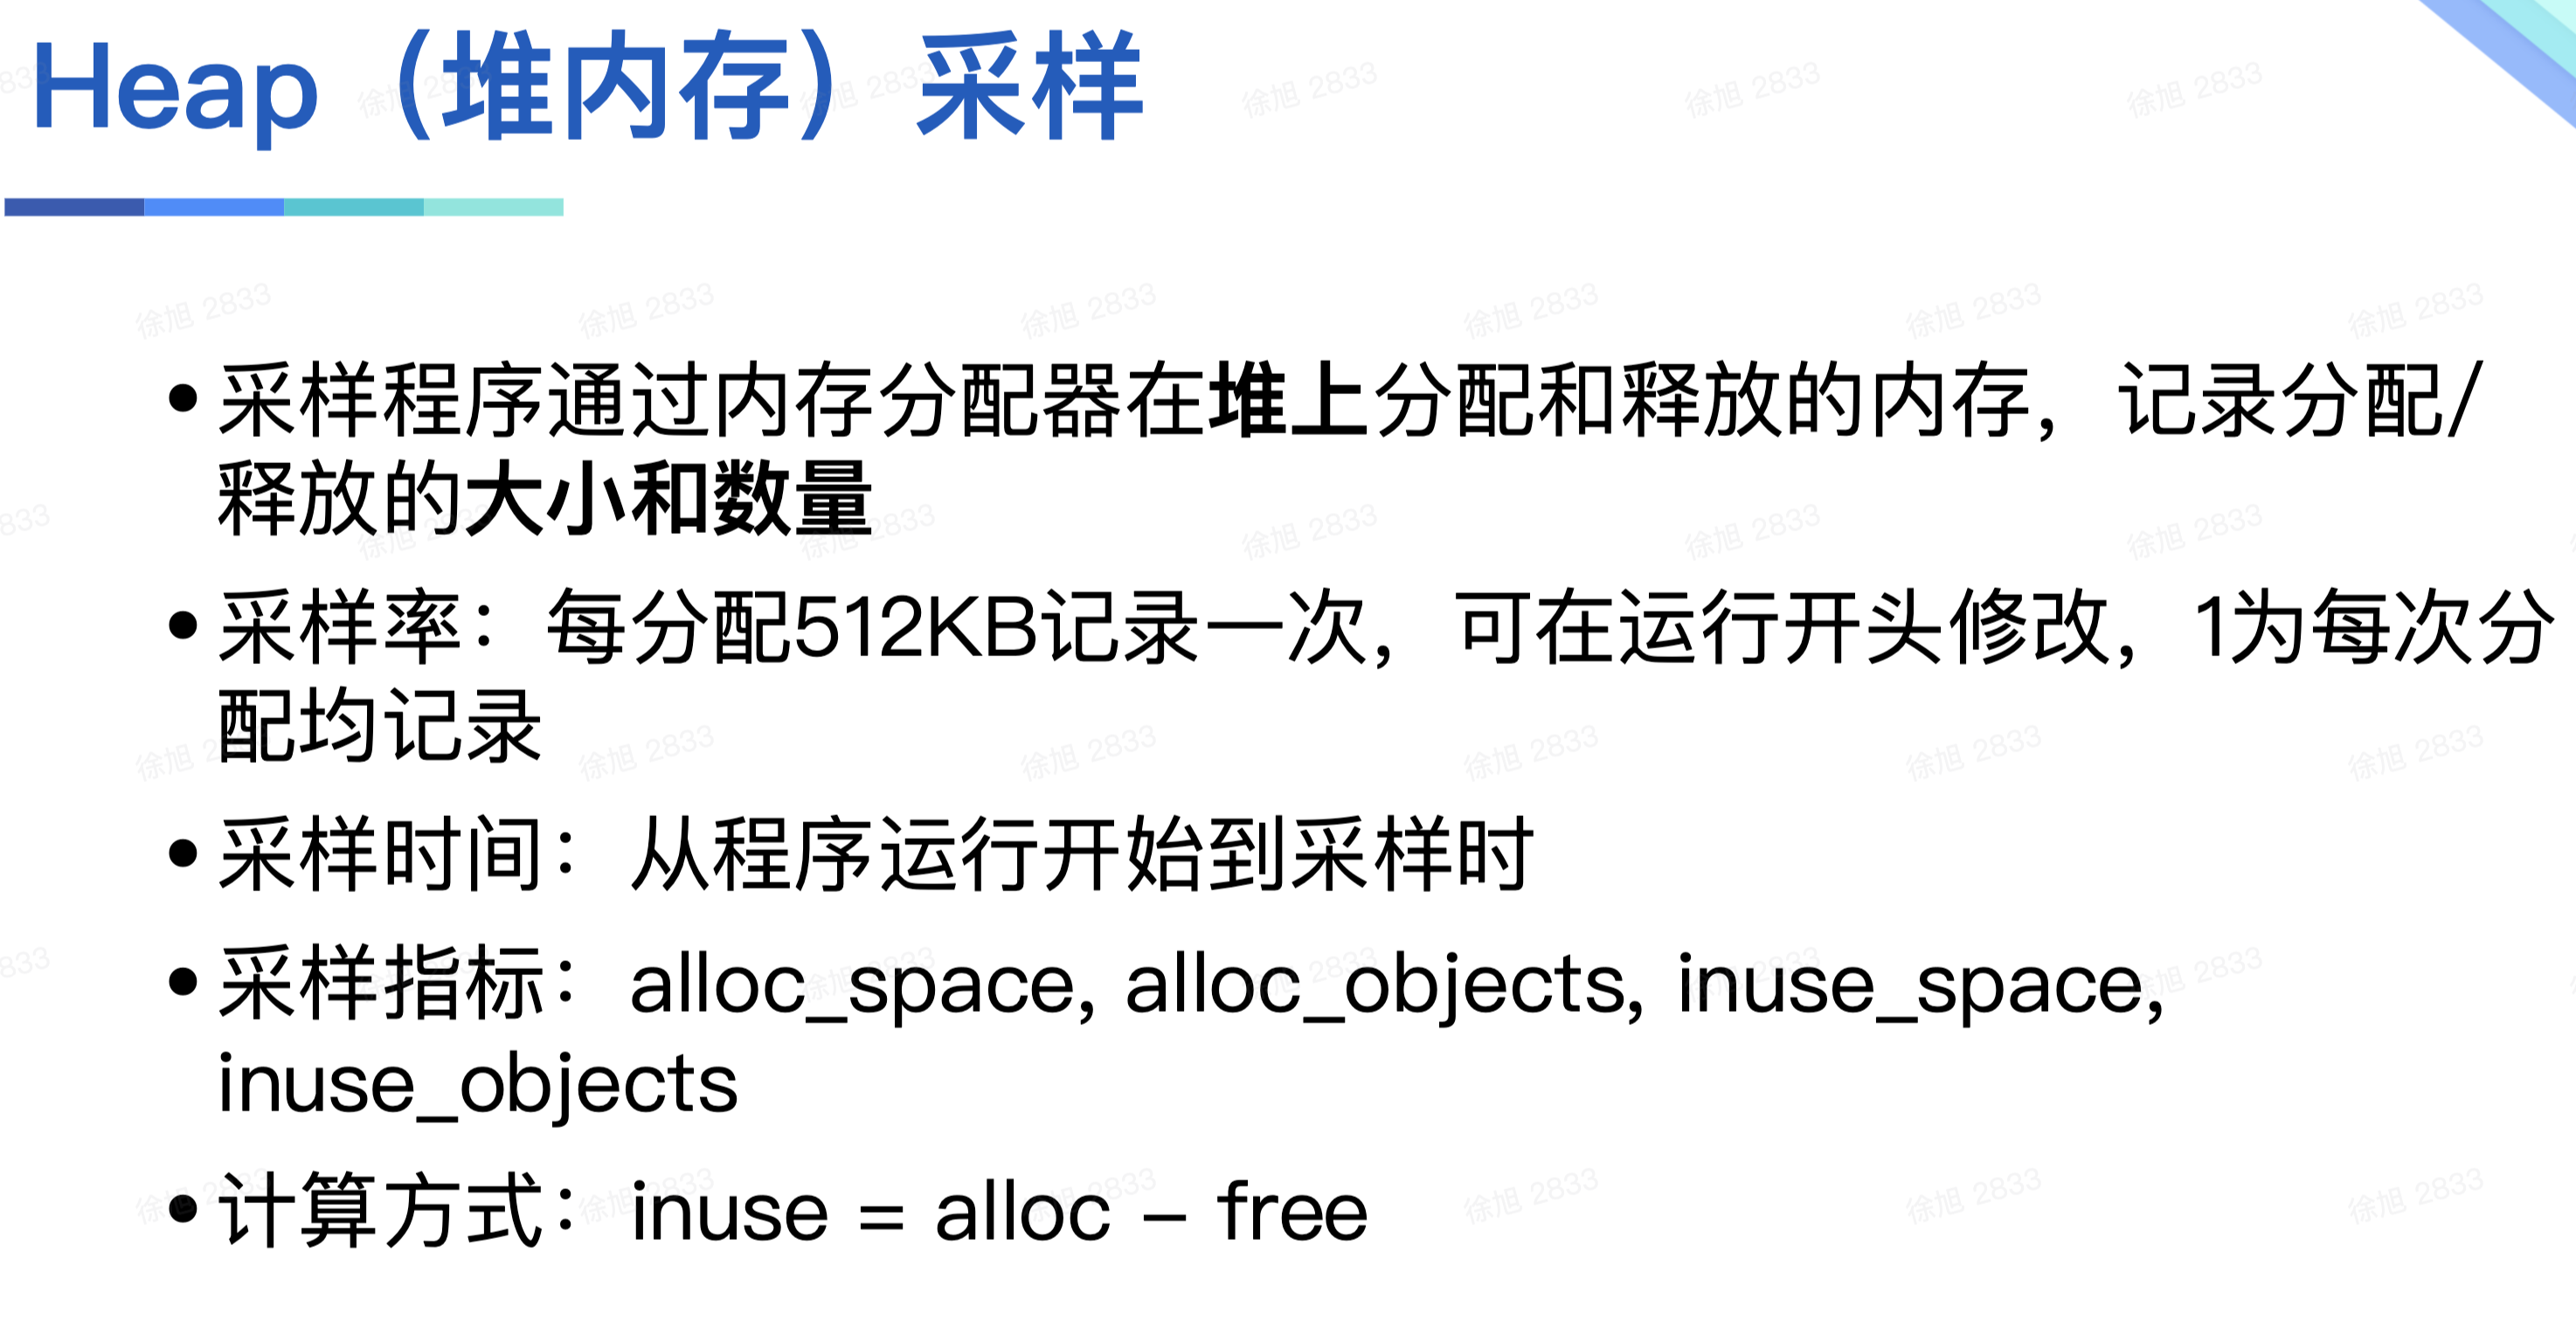 Heap（堆内存）采样
• 采样程序通过内存分配器在堆上分配和释放的内存，记录分配/
释放的大小和数量
• 采样率：每分配512KB记录一次，可在运行开头修改，1为每次分
配均记录
• 采样时间：从程序运行开始到采样时
• 采样指标：alloc_space, alloc_objects, inuse_space,
inuse_objects
• 计算方式：inuse = alloc – free
徐旭 2833